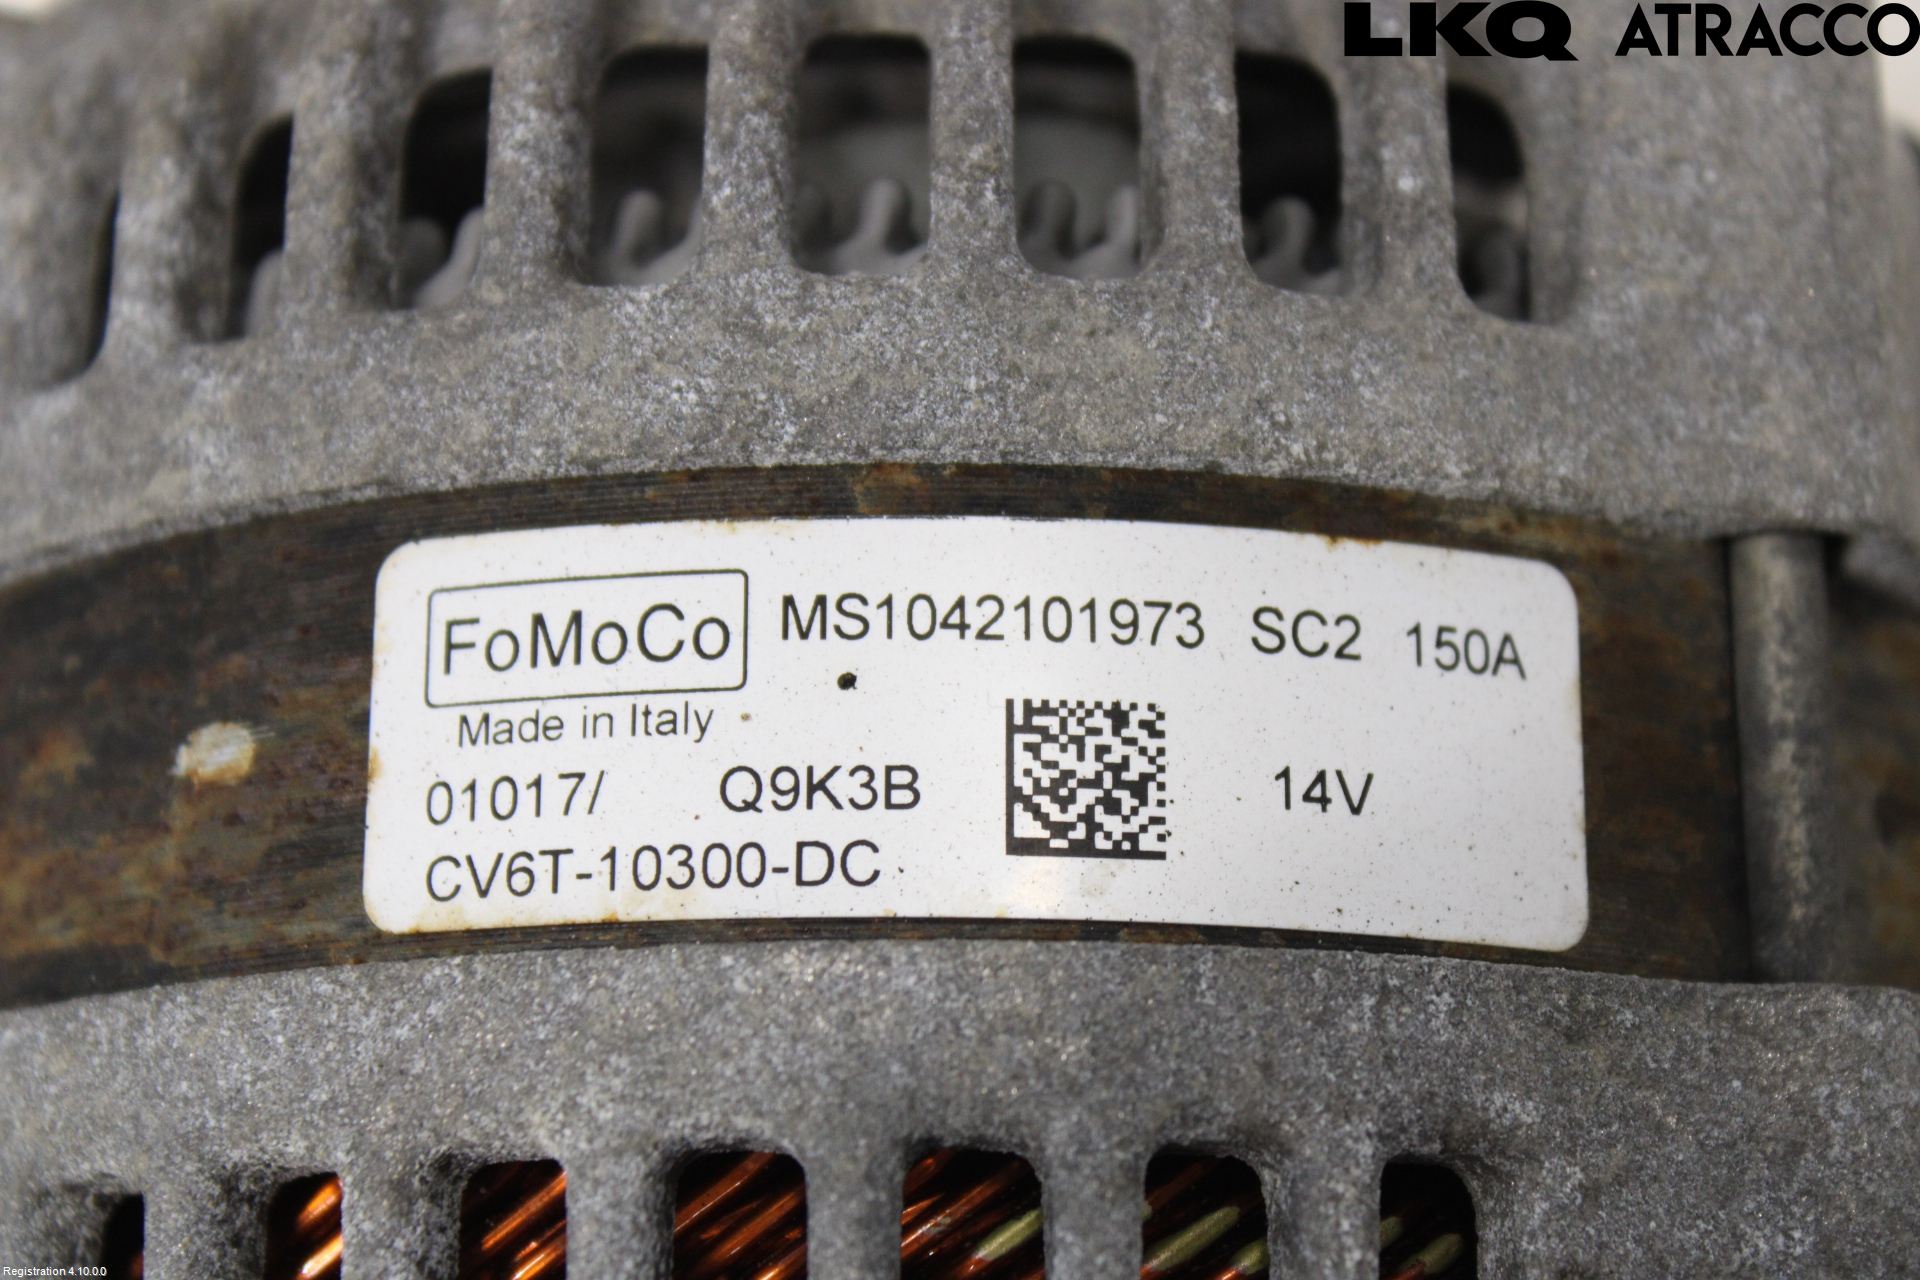 LKQ ATRACCO
FoMoCo MS1042101973 SC2 150A
Made in Italy
01017/ Q9K3B 14V
CV6T-10300-DC
Registration 4.10.0.0